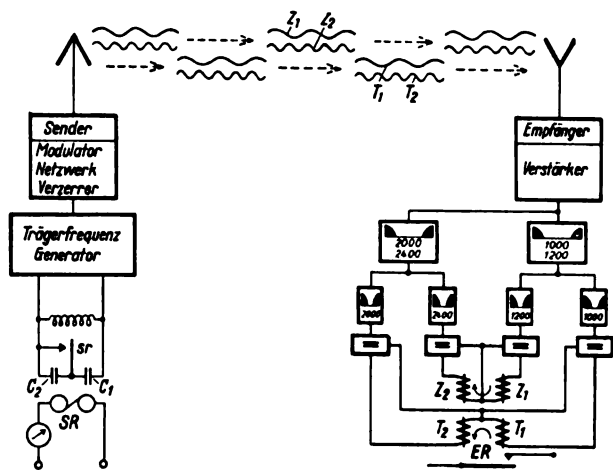 Z1 Z2
T1 T2
Sender
Modulator
Netzwerk
Verzerrer
Trägerfrequenz
Generator
sr
C2 C1
SR
Empfänger
Verstärker
2000
2400
1000
1200
2000 2400 1200 1000
Z2 Z1
T2 T1
ER